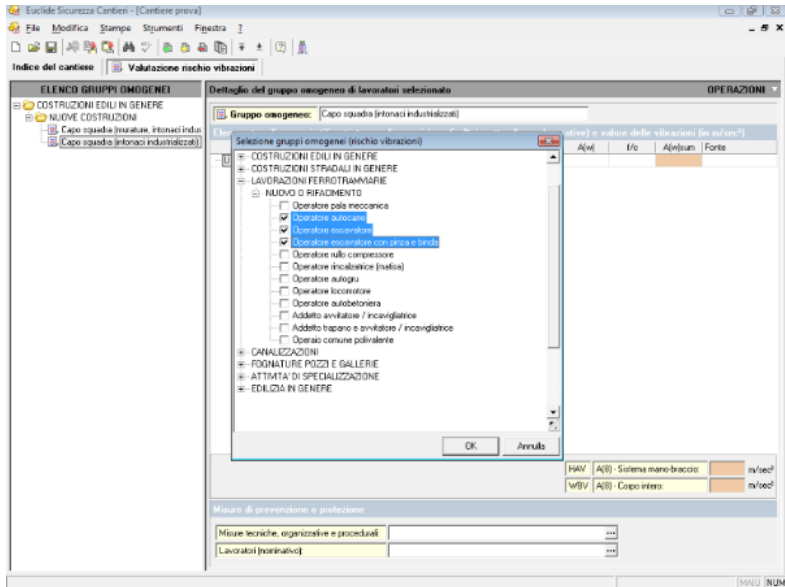 Euclide Sicurezza Cantieri - [Cantiere prova]
File Modifica Stampe Strumenti Finestra ?
Indice del cantiere Valutazione rischio vibrazioni
ELENCO GRUPPI OMOGENEI
COSTRUZIONI EDILI IN GENERE
NUOVE COSTRUZIONI
Capo squadra (murature, intonaci indus
Capo squadra (intonaci industrializzati)
Dettaglio del gruppo omogeneo di lavoratori selezionato OPERAZIONI
Gruppo omogeneo: Capo squadra (intonaci industrializzati)
e valore delle vibrazioni (in m/sec²)
A(w) f/o A(w)sum Fonte
Selezione gruppi omogenei (rischio vibrazioni)
COSTRUZIONI EDILI IN GENERE
COSTRUZIONI STRADALI IN GENERE
LAVORAZIONI FERROTRAMVIARIE
NUOVO O RIFACIMENTO
Operatore pala meccanica
Operatore autocarro
Operatore escavatore
Operatore escavatore con pinza e binda
Operatore rullo compressore
Operatore rincalzatrice (matisa)
Operatore autogru
Operatore locomotore
Operatore autobetoniera
Addetto avvitatore / incavigliatrice
Addetto trapano e avvitatore / incavigliatrice
Operaio comune polivalente
CANALIZZAZIONI
FOGNATURE POZZI E GALLERIE
ATTIVITA' DI SPECIALIZZAZIONE
EDILIZIA IN GENERE
OK Annulla
HAV A(8) - Sistema mano-braccio: m/sec²
WBV A(8) - Corpo intero: m/sec²
Misure di prevenzione e protezione
Misure tecniche, organizzative e procedurali: ...
Lavoratori (nominativo): ...
MAIU NUM